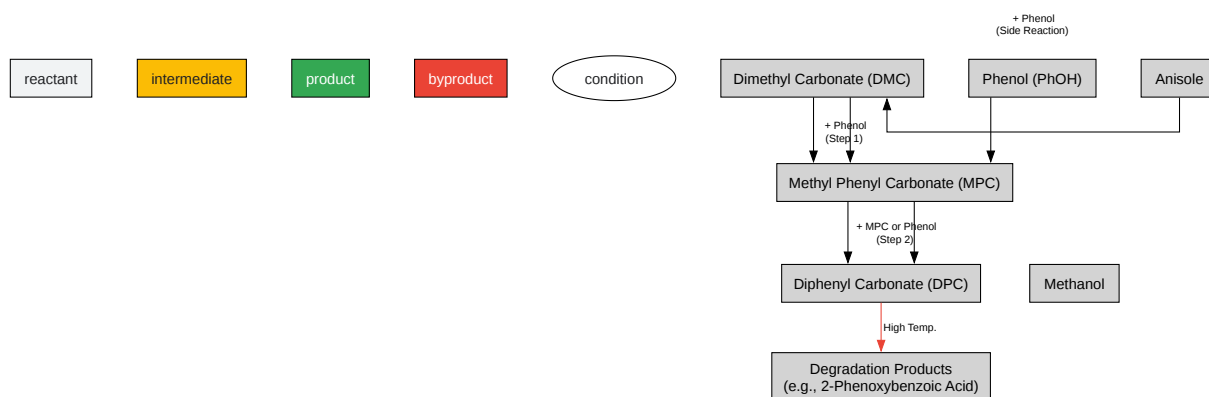 + Phenol
(Side Reaction)
reactant
intermediate
product
byproduct
condition
Dimethyl Carbonate (DMC)
Phenol (PhOH)
Anisole
+ Phenol
(Step 1)
Methyl Phenyl Carbonate (MPC)
+ MPC or Phenol
(Step 2)
Diphenyl Carbonate (DPC)
Methanol
High Temp.
Degradation Products
(e.g., 2-Phenoxybenzoic Acid)